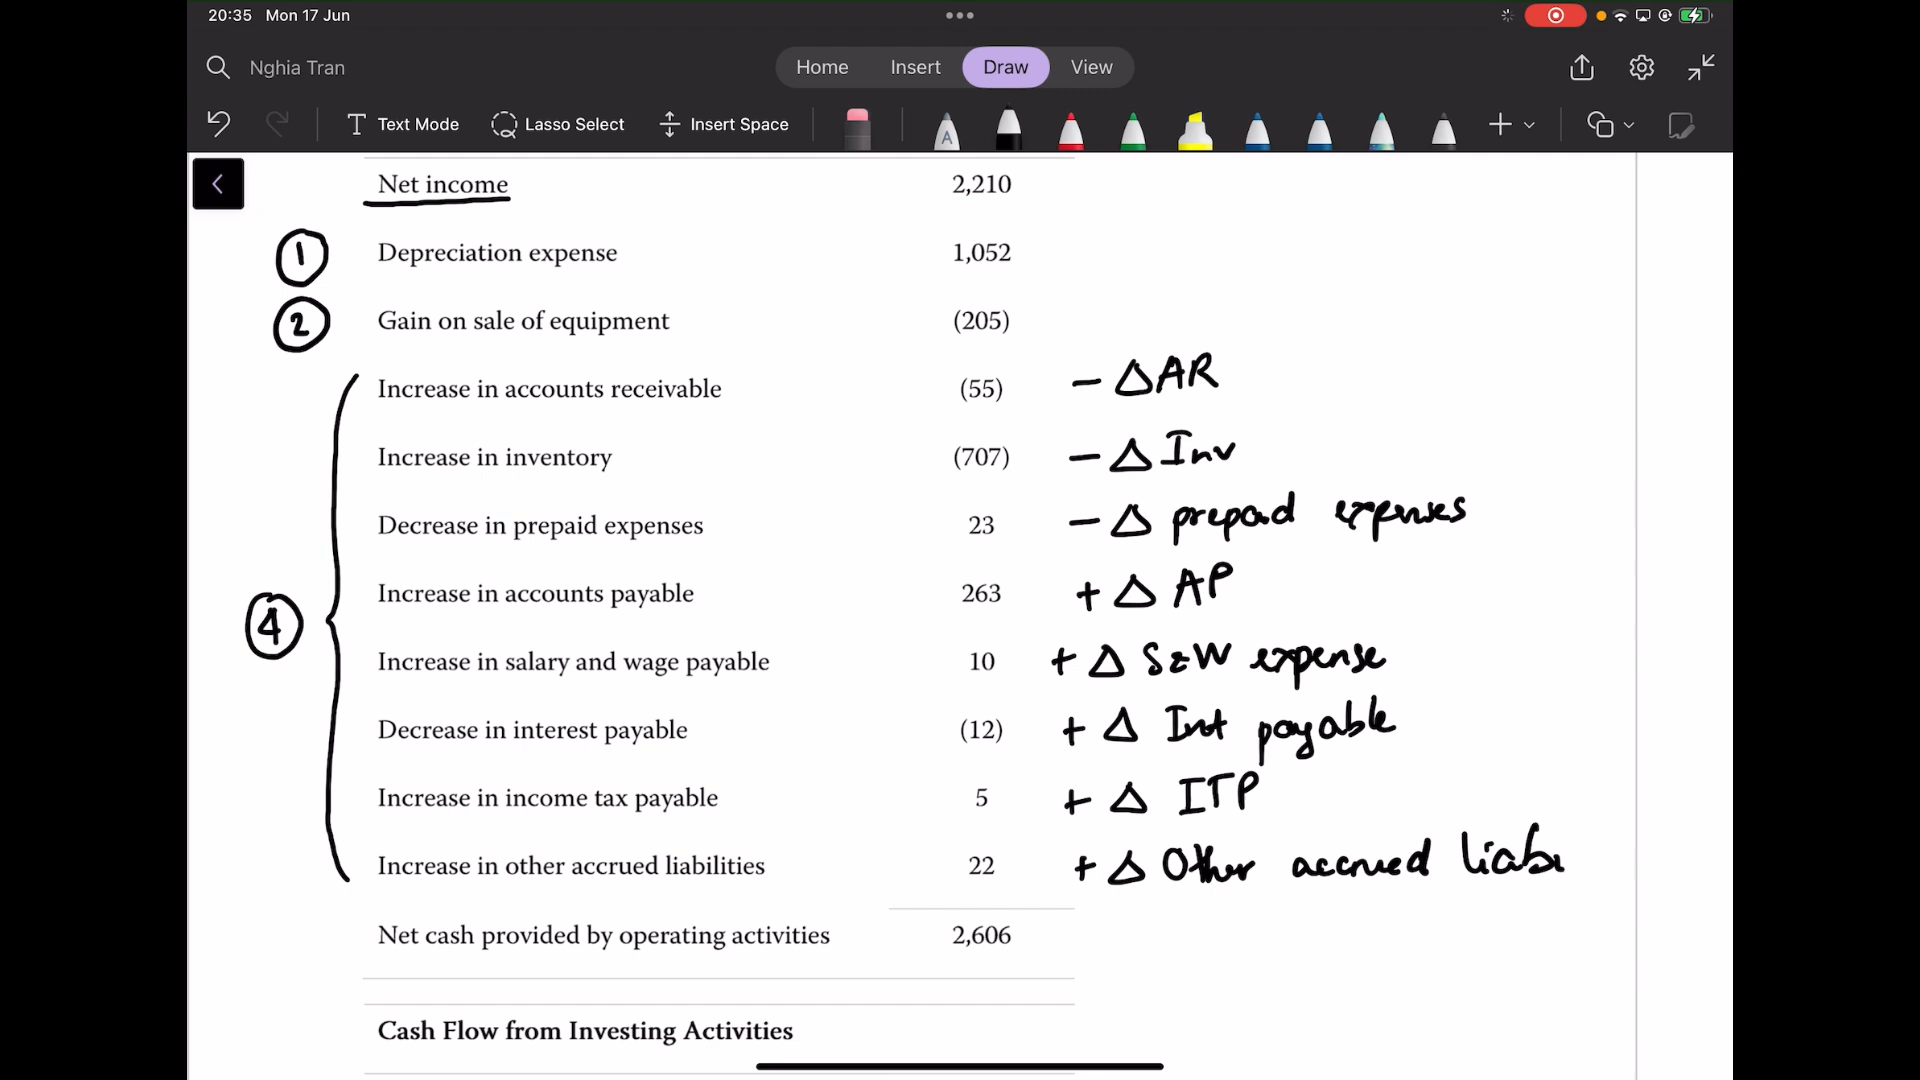 20:35 Mon 17 Jun
Nghia Tran
Home Insert Draw View
Text Mode Lasso Select Insert Space A
Net income 2,210
1 Depreciation expense 1,052
2 Gain on sale of equipment (205)
Increase in accounts receivable (55) - Δ AR
Increase in inventory (707) - Δ Inv
Decrease in prepaid expenses 23 - Δ prepaid expenses
Increase in accounts payable 263 + Δ AP
4 Increase in salary and wage payable 10 + Δ S&W expense
Decrease in interest payable (12) + Δ Int payable
Increase in income tax payable 5 + Δ ITP
Increase in other accrued liabilities 22 + Δ Other accrued liabi
Net cash provided by operating activities 2,606
Cash Flow from Investing Activities